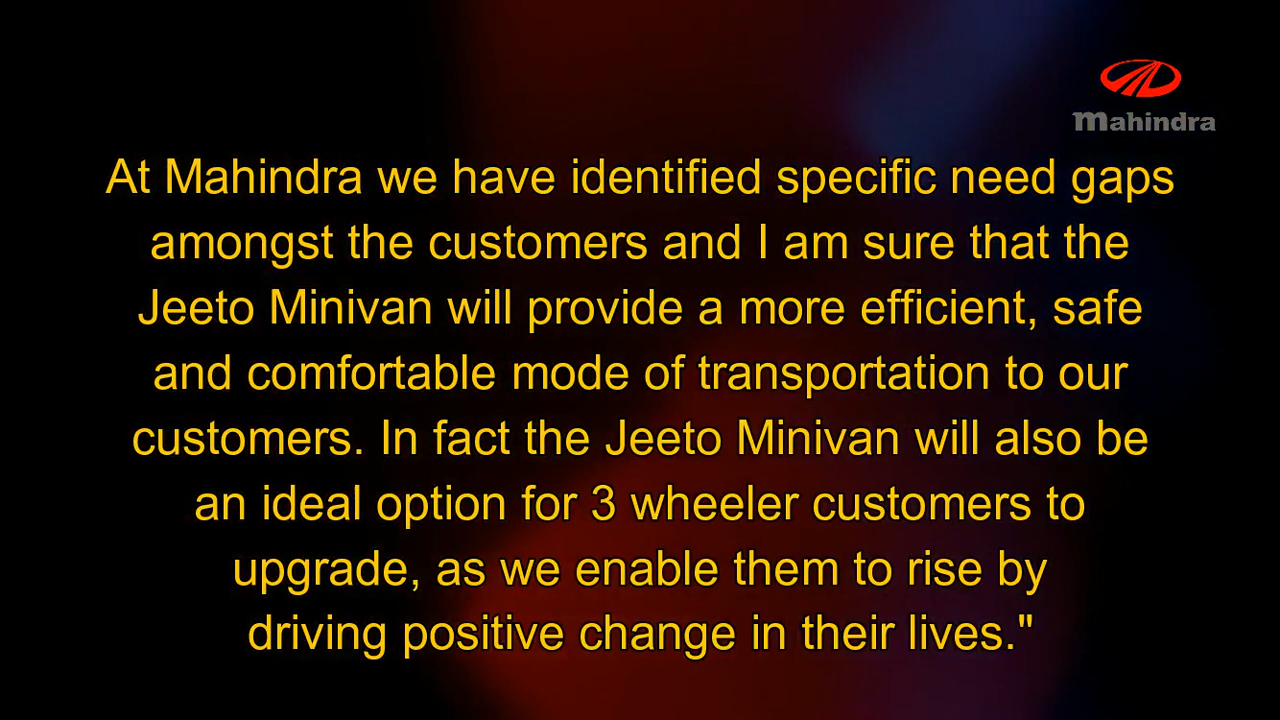 Mahindra
At Mahindra we have identified specific need gaps
amongst the customers and I am sure that the
Jeeto Minivan will provide a more efficient, safe
and comfortable mode of transportation to our
customers. In fact the Jeeto Minivan will also be
an ideal option for 3 wheeler customers to
upgrade, as we enable them to rise by
driving positive change in their lives."